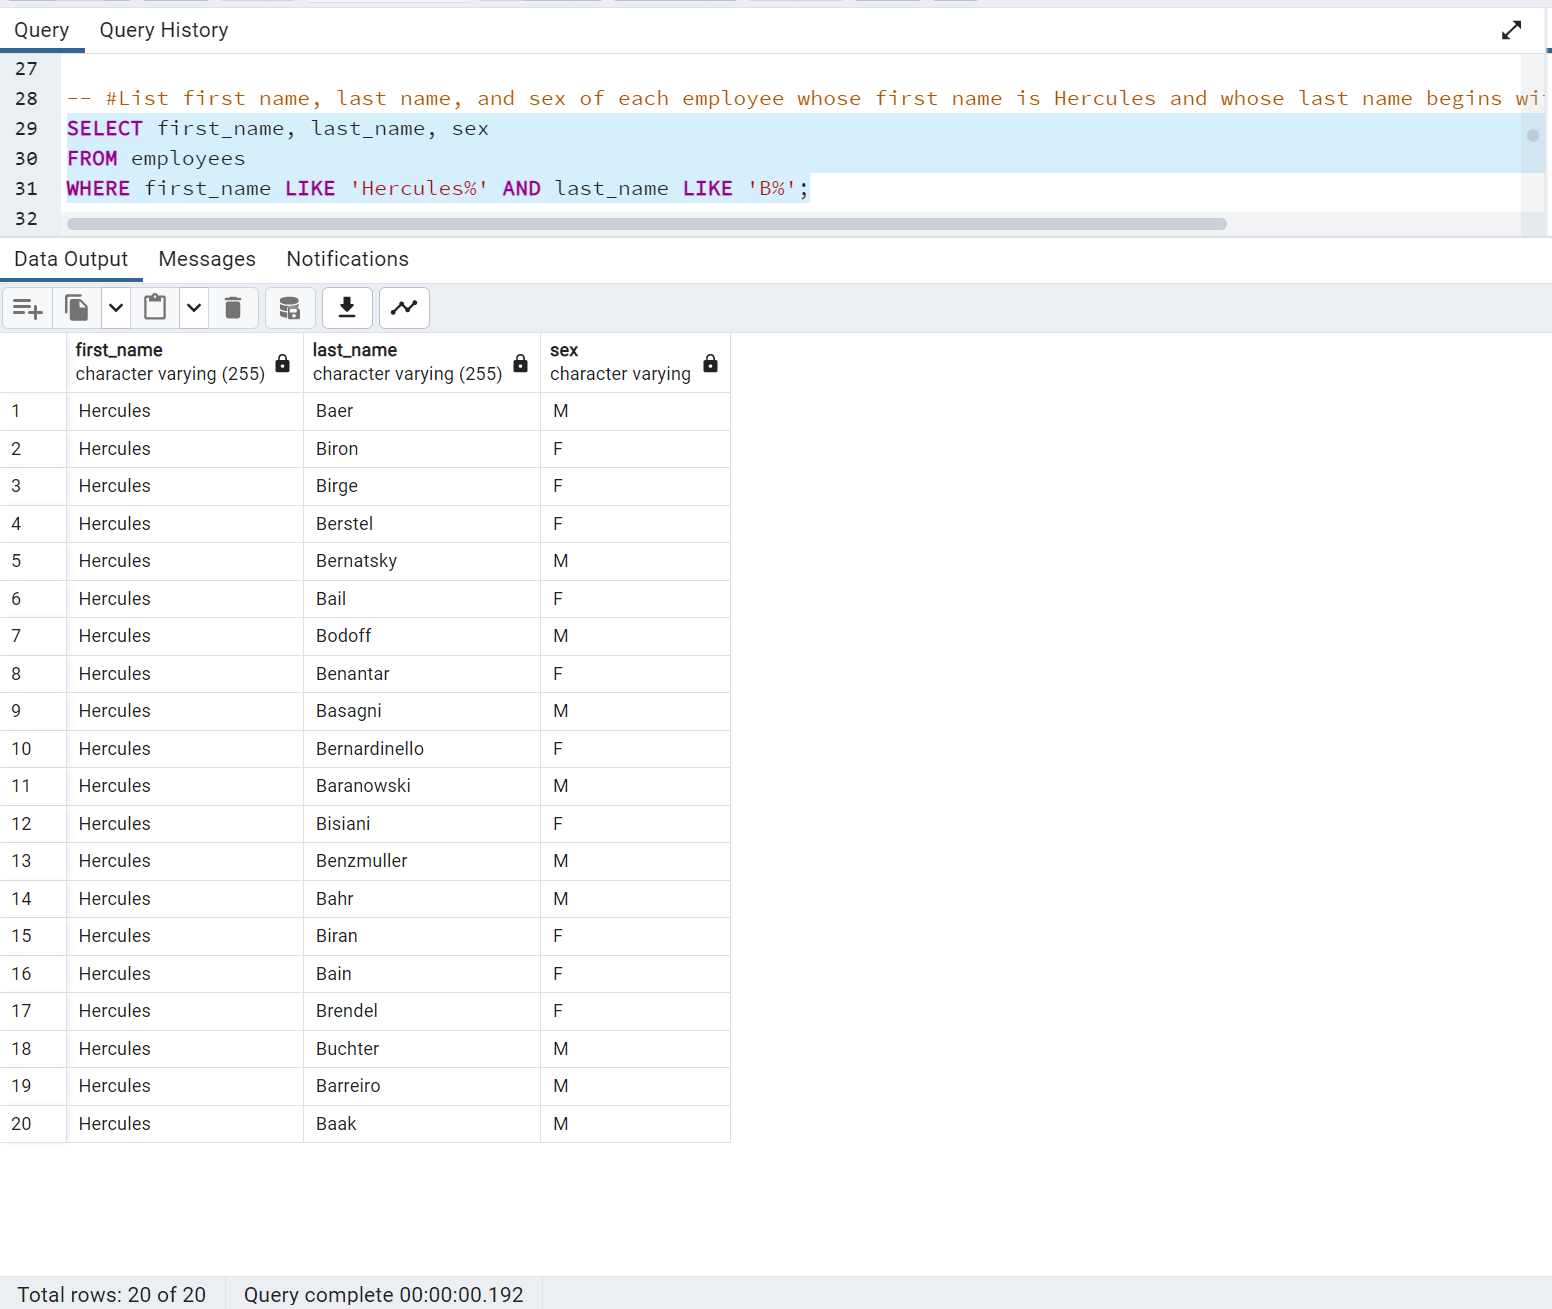 Query Query History
27
28 -- #List first name, last name, and sex of each employee whose first name is Hercules and whose last name begins
29 SELECT first_name, last_name, sex
30 FROM employees
31 WHERE first_name LIKE 'Hercules%' AND last_name LIKE 'B%';
32
Data Output Messages Notifications
first_name last_name sex
character varying (255) character varying (255) character varying
1 Hercules Baer M
2 Hercules Biron F
3 Hercules Birge F
4 Hercules Berstel F
5 Hercules Bernatsky M
6 Hercules Bail F
7 Hercules Bodoff M
8 Hercules Benantar F
9 Hercules Basagni M
10 Hercules Bernardinello F
11 Hercules Baranowski M
12 Hercules Bisiani F
13 Hercules Benzmuller M
14 Hercules Bahr M
15 Hercules Biran F
16 Hercules Bain F
17 Hercules Brendel F
18 Hercules Buchter M
19 Hercules Barreiro M
20 Hercules Baak M
Total rows: 20 of 20 Query complete 00:00:00.192